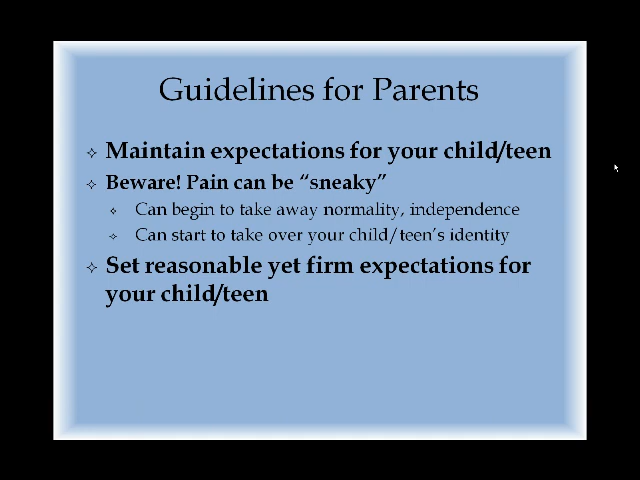 Guidelines for Parents
Maintain expectations for your child/teen
Beware! Pain can be “sneaky”
Can begin to take away normality, independence
Can start to take over your child/teen’s identity
Set reasonable yet firm expectations for
your child/teen